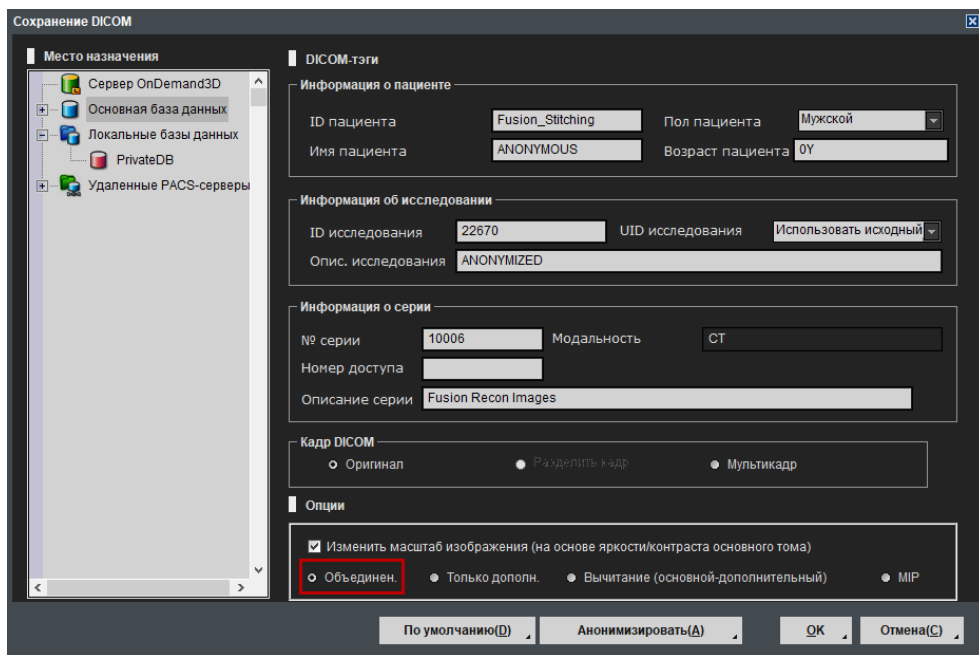 Сохранение DICOM
Место назначения
Сервер OnDemand3D
Основная база данных
Локальные базы данных
PrivateDB
Удаленные PACS-серверы
DICOM-тэги
Информация о пациенте
ID пациента Fusion_Stitching Пол пациента Мужской
Имя пациента ANONYMOUS Возраст пациента 0Y
Информация об исследовании
ID исследования 22670 UID исследования Использовать исходный
Опис. исследования ANONYMIZED
Информация о серии
№ серии 10006 Модальность CT
Номер доступа
Описание серии Fusion Recon Images
Кадр DICOM
Оригинал Разделить кадр Мультикадр
Опции
Изменить масштаб изображения (на основе яркости/контраста основного тома)
Объединен. Только дополн. Вычитание (основной-дополнительный) MIP
По умолчанию(D) Анонимизировать(A) OK Отмена(C)